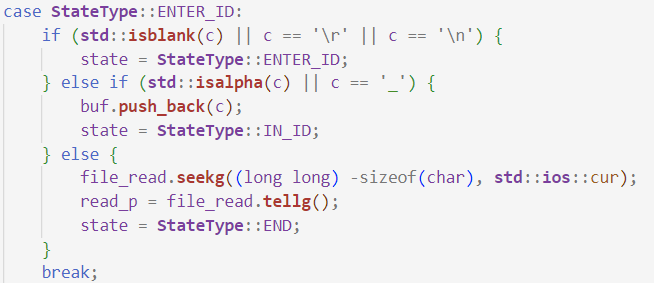 case StateType::ENTER_ID:
    if (std::isblank(c) || c == '\r' || c == '\n') {
        state = StateType::ENTER_ID;
    } else if (std::isalpha(c) || c == '_') {
        buf.push_back(c);
        state = StateType::IN_ID;
    } else {
        file_read.seekg((long long) -sizeof(char), std::ios::cur);
        read_p = file_read.tellg();
        state = StateType::END;
    }
    break;